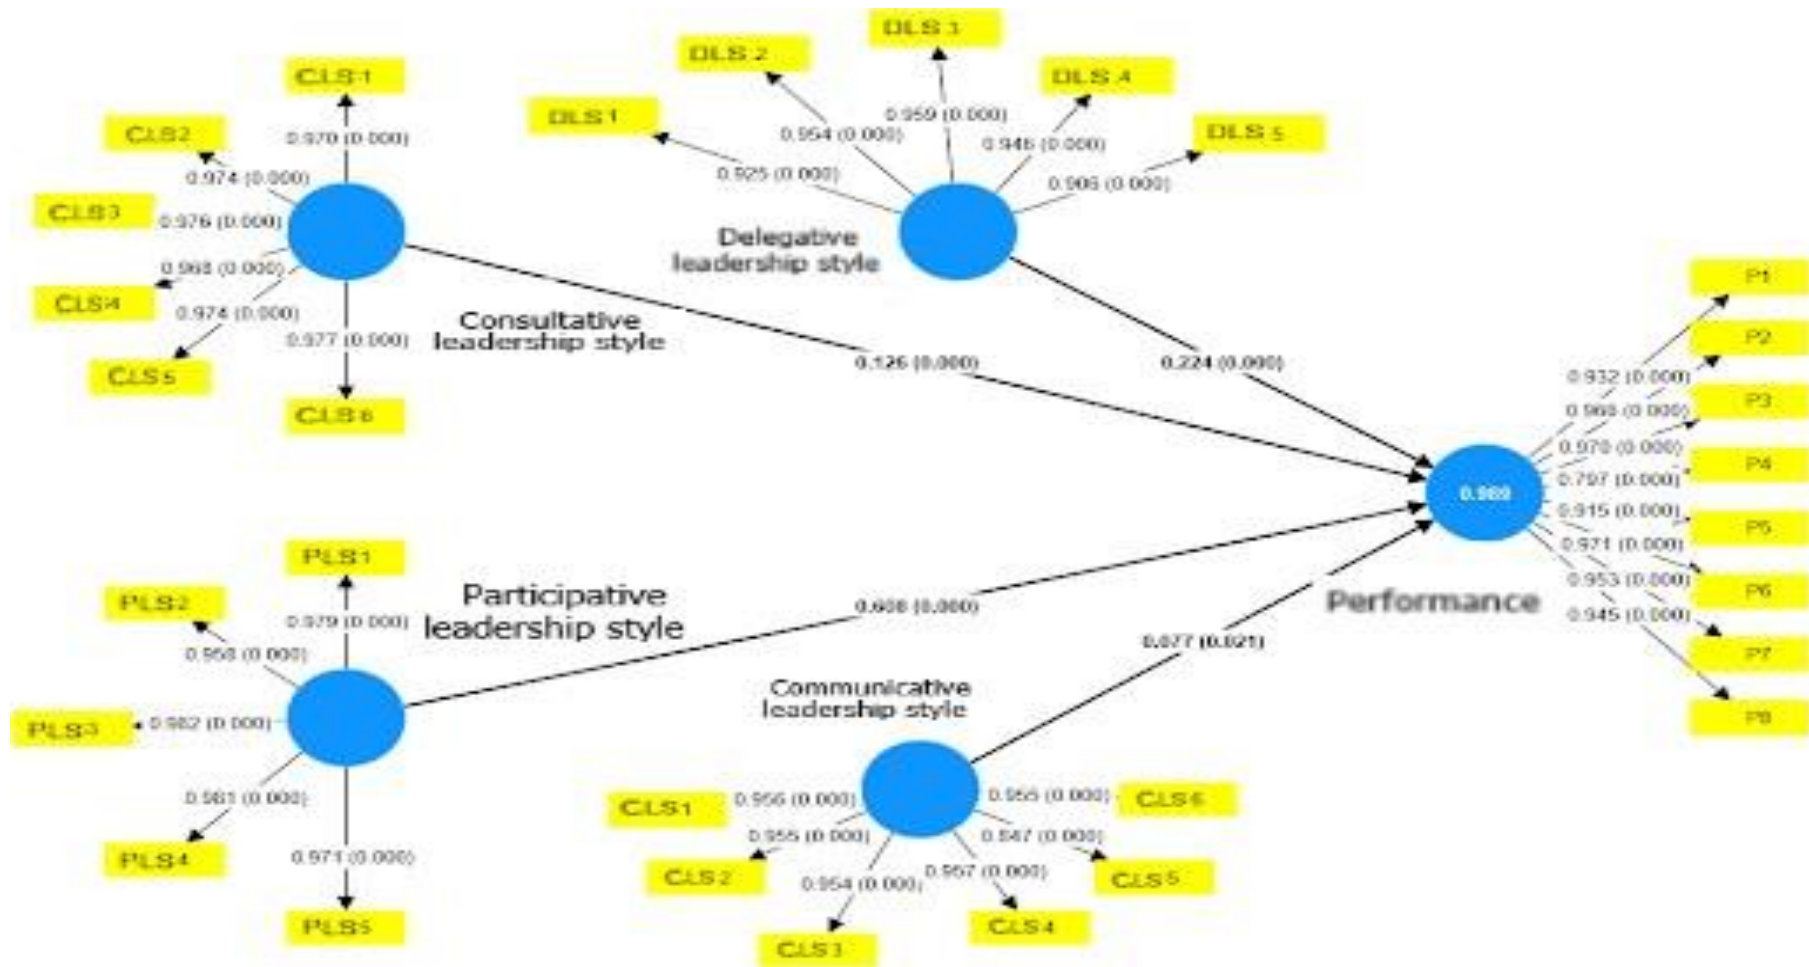 CLS1
0.970 (0.000)
CLS2
0.974 (0.000)
CLS3
0.976 (0.000)
0.968 (0.000)
CLS4
0.974 (0.000)
CLS5
0.977 (0.000)
CLS6
Consultative
leadership style
0.126 (0.000)
DLS 3
DLS 2
DLS 4
DLS1
DLS 5
0.959 (0.000)
0.954 (0.000)
0.946 (0.000)
0.925 (0.000)
0.906 (0.000)
Delegative
leadership style
0.224 (0.000)
P1
P2
P3
P4
P5
P6
P7
P8
0.932 (0.000)
(0.000)
0.970 (0.000)
0.797 (0.000)
0.915 (0.000)
0.971 (0.000)
0.953 (0.000)
0.945 (0.000)
0.989
Performance
PLS1
PLS2
0.979 (0.000)
0.958 (0.000)
PLS3
0.982 (0.000)
(0.000)
PLS4
0.971 (0.000)
PLS5
Participative
leadership style
0.608 (0.000)
0.077 (0.021)
Communicative
leadership style
CLS1
0.956 (0.000)
0.955 (0.000)
CLS6
0.955 (0.000)
0.947 (0.000)
CLS2
0.954 (0.000)
0.957 (0.000)
CLS5
CLS3
CLS4